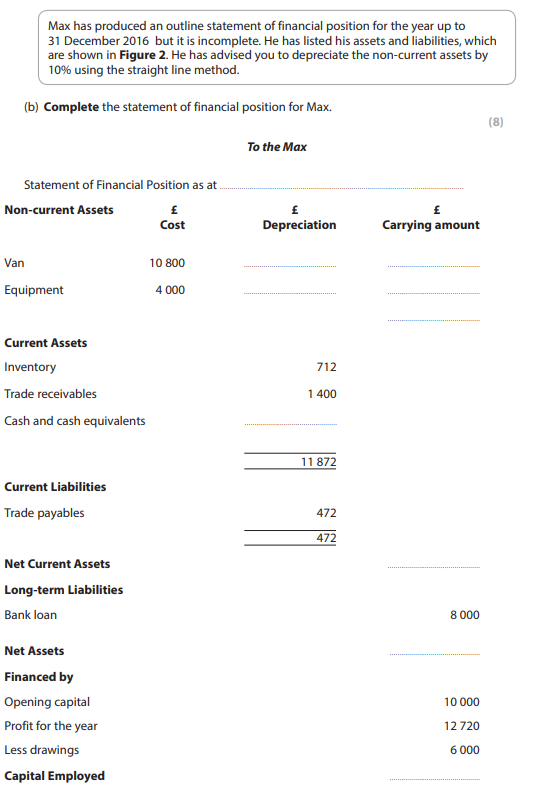 Max has produced an outline statement of financial position for the year up to
31 December 2016 but it is incomplete. He has listed his assets and liabilities, which
are shown in Figure 2. He has advised you to depreciate the non-current assets by
10% using the straight line method.
(b) Complete the statement of financial position for Max.
(8)
To the Max
Statement of Financial Position as at
Non-current Assets £ £ £
Cost Depreciation Carrying amount
Van 10 800
Equipment 4 000
Current Assets
Inventory 712
Trade receivables 1 400
Cash and cash equivalents
11 872
Current Liabilities
Trade payables 472
472
Net Current Assets
Long-term Liabilities
Bank loan 8 000
Net Assets
Financed by
Opening capital 10 000
Profit for the year 12 720
Less drawings 6 000
Capital Employed